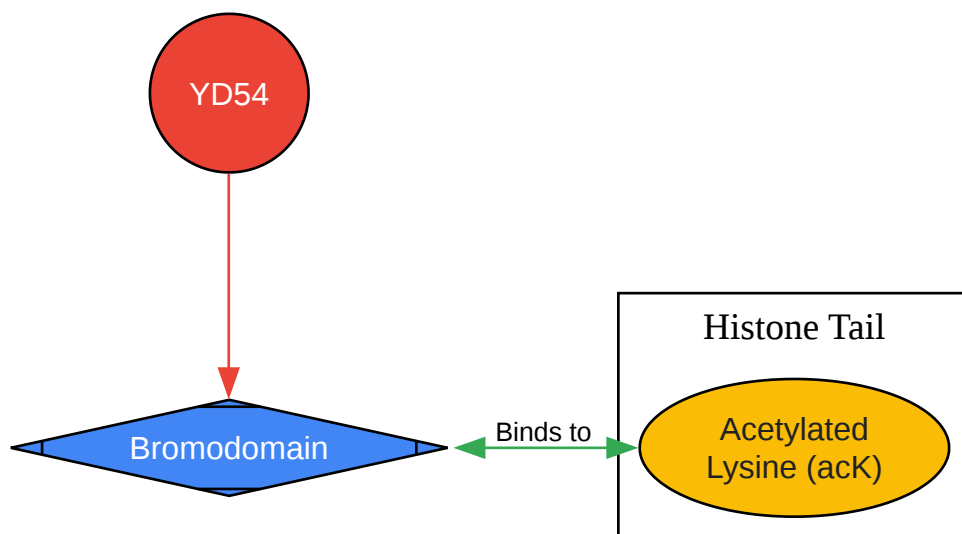 YD54
Histone Tail
Bromodomain
Binds to
Acetylated
Lysine (acK)